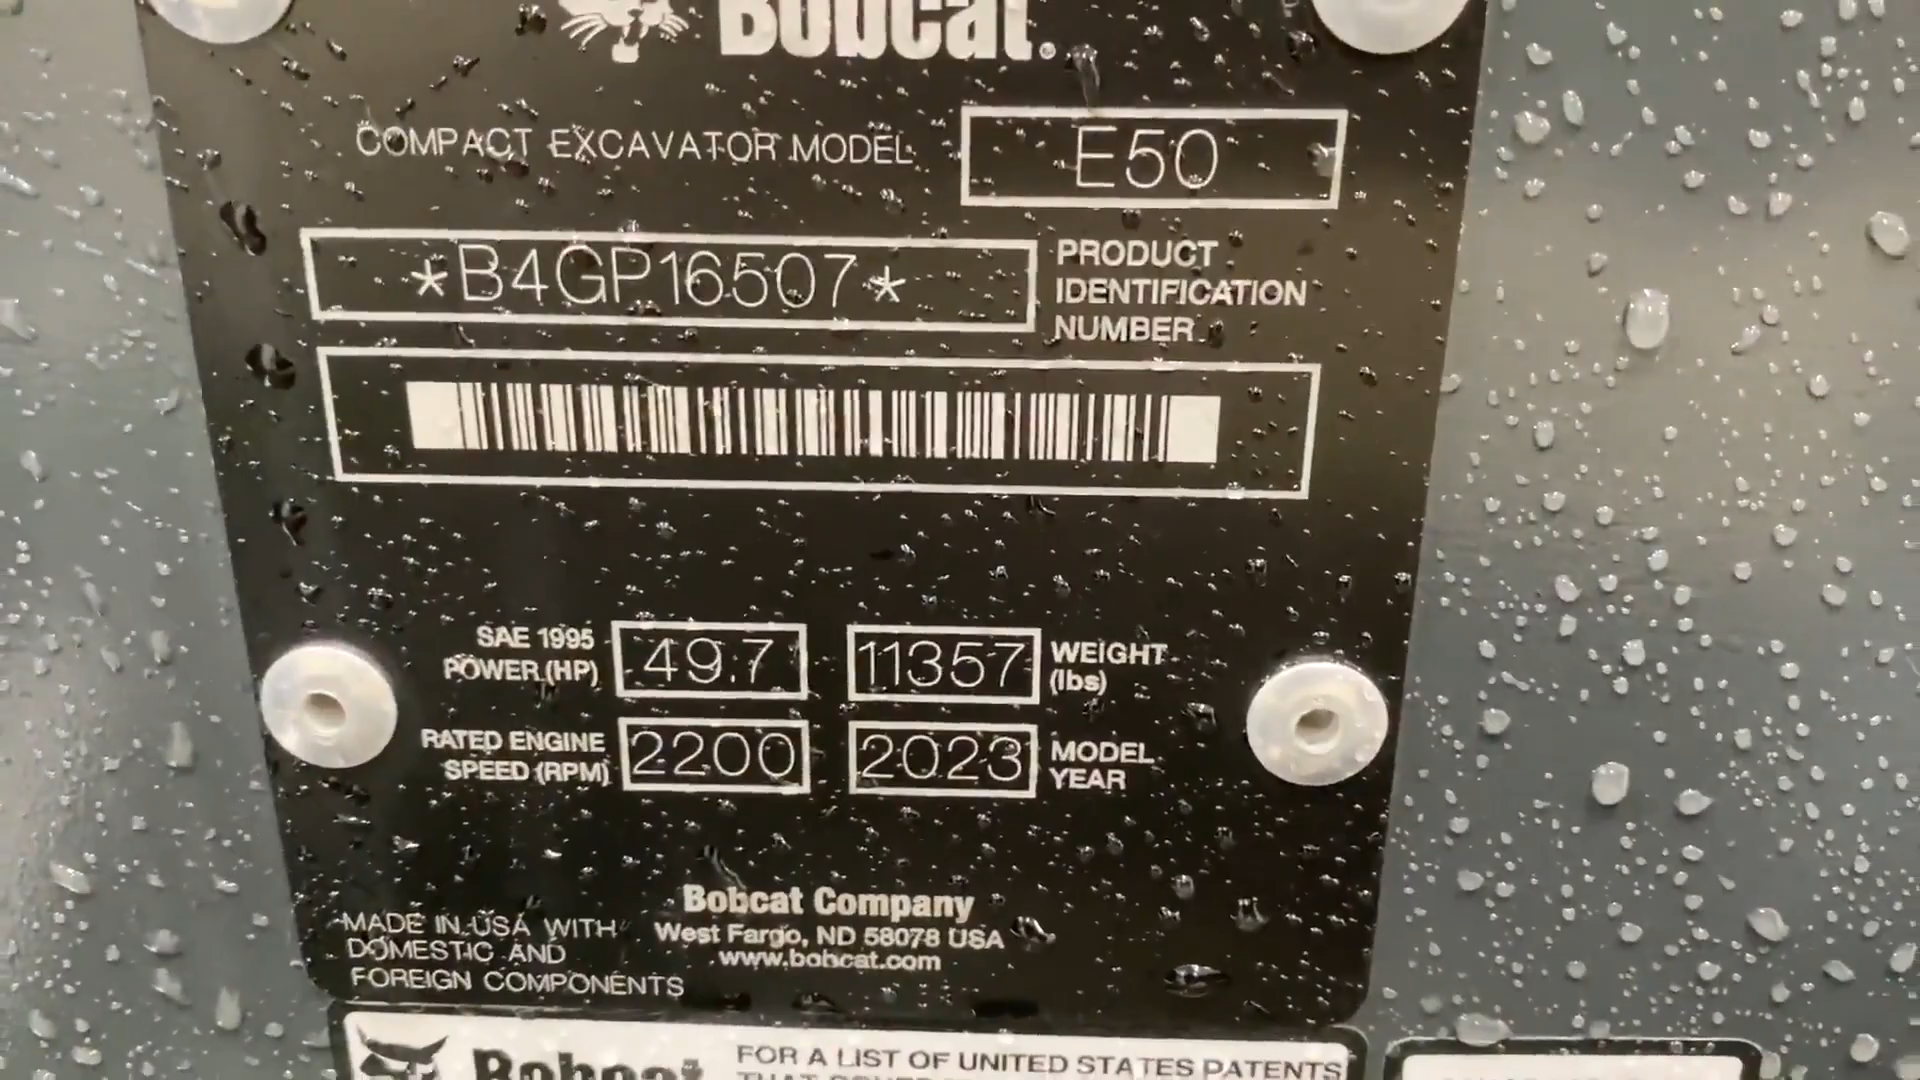 Bobcat®
COMPACT EXCAVATOR MODEL E50
*B4GP16507*
PRODUCT
IDENTIFICATION
NUMBER
SAE 1995
POWER (HP) 49.7
11357 WEIGHT
(lbs)
RATED ENGINE
SPEED (RPM) 2200
2023 MODEL
YEAR
MADE IN USA WITH
DOMESTIC AND
FOREIGN COMPONENTS
Bobcat Company
West Fargo, ND 58078 USA
www.bobcat.com
Bobcat
FOR A LIST OF UNITED STATES PATENTS